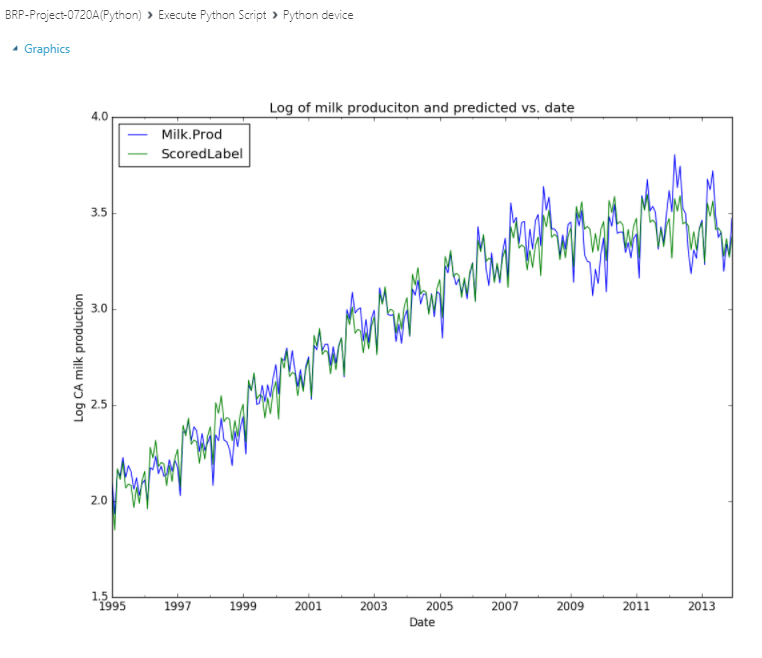 BRP-Project-0720A(Python) › Execute Python Script › Python device
Graphics
Log of milk produciton and predicted vs. date
Milk.Prod
ScoredLabel
Log CA milk production
4.0
3.5
3.0
2.5
2.0
1.5
1995 1997 1999 2001 2003 2005 2007 2009 2011 2013
Date